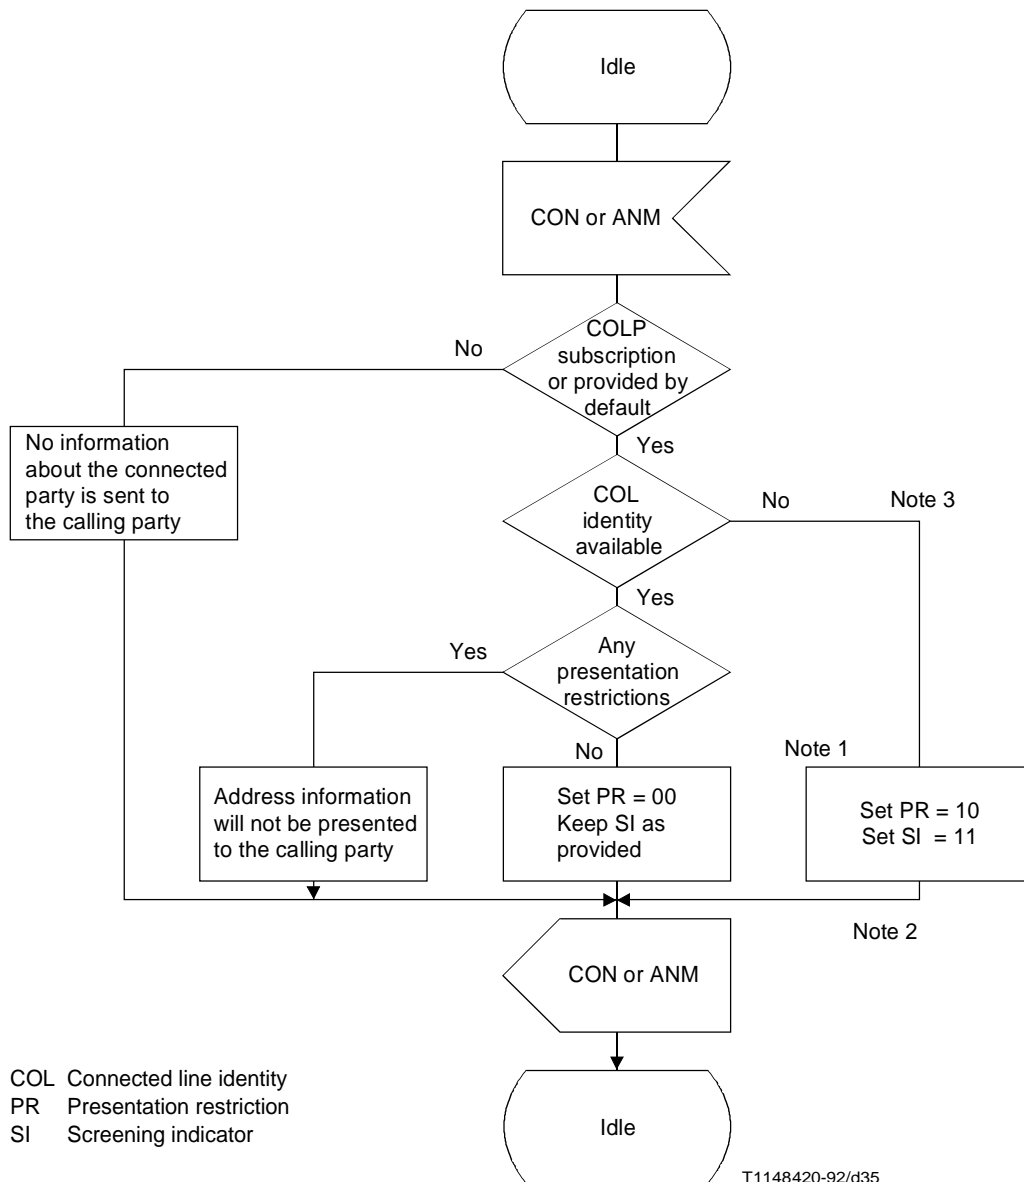 Idle
CON or ANM
COLP
subscription
or provided by
default
No
Yes
No information
about the connected
party is sent to
the calling party
COL
identity
available
No
Note 3
Yes
Any
presentation
restrictions
Yes
No
Note 1
Address information
will not be presented
to the calling party
Set PR = 00
Keep SI as
provided
Set PR = 10
Set SI = 11
Note 2
CON or ANM
COL Connected line identity
PR Presentation restriction
SI Screening indicator
Idle
T1148420-92/d35